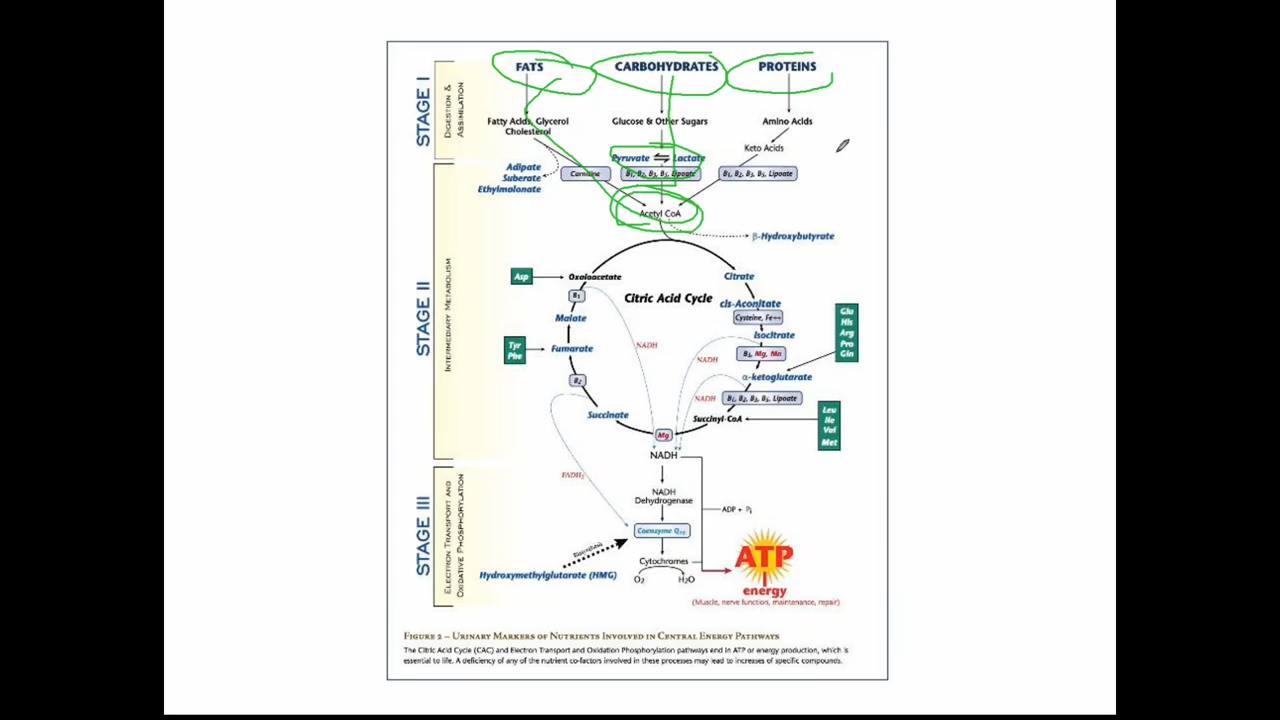 FATS CARBOHYDRATES PROTEINS
STAGE I
DIGESTION &
ASSIMILATION
Fatty Acids, Glycerol
Cholesterol
Glucose & Other Sugars
Amino Acids
Keto Acids
Pyruvate ⇌ Lactate
Adipate
Suberate
Ethylmalonate
Carnitine
B1, B2, B3, B5, Lipoate
B1, B2, B3, B5, Lipoate
STAGE II
INTERMEDIARY METABOLISM
Acetyl CoA
β-Hydroxybutyrate
Asp
Oxaloacetate
Citrate
B3
Citric Acid Cycle
cis-Aconitate
Cysteine, Fe++
Malate
Isocitrate
Glu
His
Arg
Pro
Gln
Tyr
Phe
Fumarate
NADH
NADH
B3, Mg, Mn
α-ketoglutarate
B2
NADH
B1, B2, B3, B5, Lipoate
Succinate
Succinyl-CoA
Leu
Ile
Val
Met
Mg
NADH
STAGE III
ELECTRON TRANSPORT AND
OXIDATIVE PHOSPHORYLATION
FADH2
NADH
Dehydrogenase
ADP + Pi
Coenzyme Q10
Biosynthesis
Hydroxymethylglutarate (HMG)
Cytochromes
O2 H2O
ATP
energy
(Muscle, nerve function, maintenance, repair)
FIGURE 2 – URINARY MARKERS OF NUTRIENTS INVOLVED IN CENTRAL ENERGY PATHWAYS
The Citric Acid Cycle (CAC) and Electron Transport and Oxidation Phosphorylation pathways end in ATP or energy production, which is
essential to life. A deficiency of any of the nutrient co-factors involved in these processes may lead to increases of specific compounds.